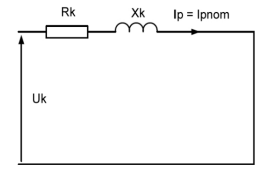 Rk Xk Ip = Ipnom
Uk